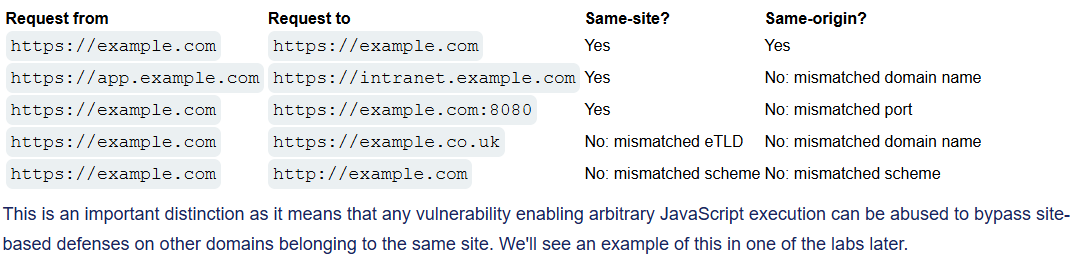 Request from Request to Same-site? Same-origin?
https://example.com https://example.com Yes Yes
https://app.example.com https://intranet.example.com Yes No: mismatched domain name
https://example.com https://example.com:8080 Yes No: mismatched port
https://example.com https://example.co.uk No: mismatched eTLD No: mismatched domain name
https://example.com http://example.com No: mismatched scheme No: mismatched scheme
This is an important distinction as it means that any vulnerability enabling arbitrary JavaScript execution can be abused to bypass site-
based defenses on other domains belonging to the same site. We'll see an example of this in one of the labs later.